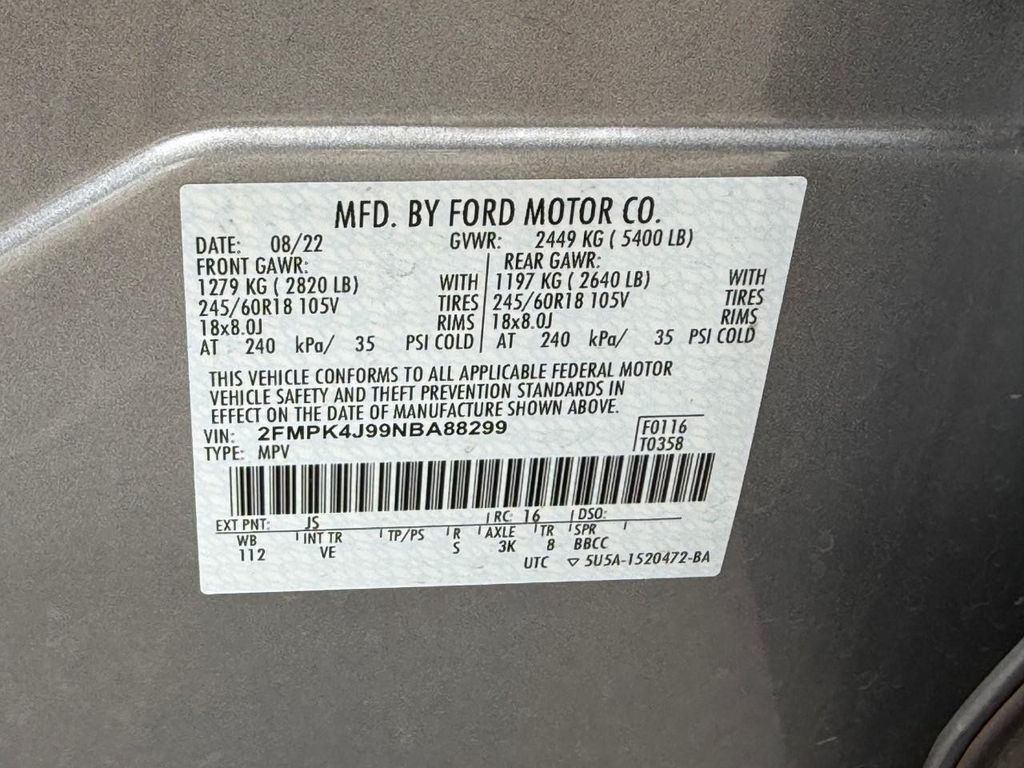 MFD. BY FORD MOTOR CO.
DATE: 08/22 GVWR: 2449 KG ( 5400 LB)
FRONT GAWR: REAR GAWR:
1279 KG ( 2820 LB) WITH 1197 KG ( 2640 LB) WITH
245/60R18 105V TIRES 245/60R18 105V TIRES
18x8.0J RIMS 18x8.0J RIMS
AT 240 kPa/ 35 PSI COLD AT 240 kPa/ 35 PSI COLD
THIS VEHICLE CONFORMS TO ALL APPLICABLE FEDERAL MOTOR
VEHICLE SAFETY AND THEFT PREVENTION STANDARDS IN
EFFECT ON THE DATE OF MANUFACTURE SHOWN ABOVE.
VIN: 2FMPK4J99NBA88299 F0116
TYPE: MPV T0358
EXT PNT: JS RC: 16 DSO:
WB INT TR TP/PS R AXLE TR SPR
112 VE S 3K 8 BBCC
UTC ▽ 5U5A-1520472-BA